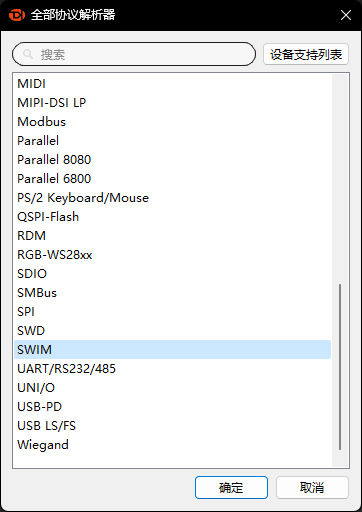 全部协议解析器
搜索
设备支持列表
MIDI
MIPI-DSI LP
Modbus
Parallel
Parallel 8080
Parallel 6800
PS/2 Keyboard/Mouse
QSPI-Flash
RDM
RGB-WS28xx
SDIO
SMBus
SPI
SWD
SWIM
UART/RS232/485
UNI/O
USB-PD
USB LS/FS
Wiegand
确定
取消